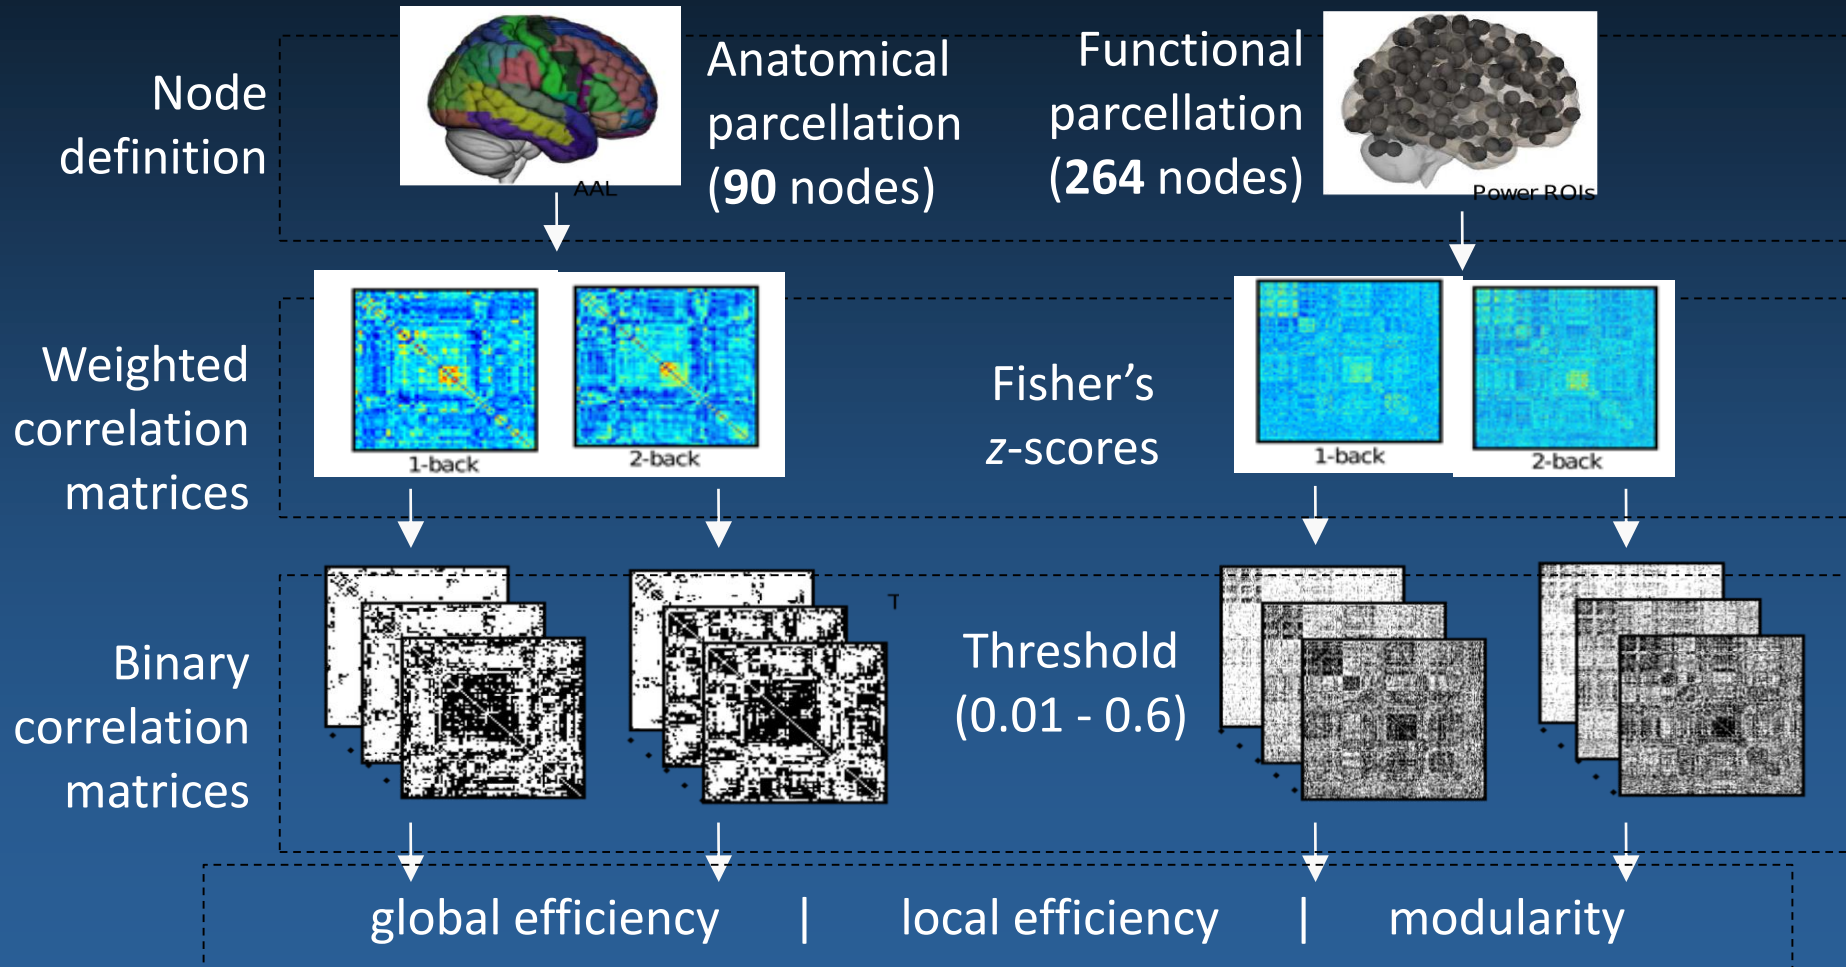 Node
definition
AAL
Anatomical
parcellation
(90 nodes)
Functional
parcellation
(264 nodes)
Power ROIs
Weighted
correlation
matrices
1-back
2-back
Fisher’s
z-scores
1-back
2-back
Binary
correlation
matrices
T
Threshold
(0.01 - 0.6)
global efficiency | local efficiency | modularity